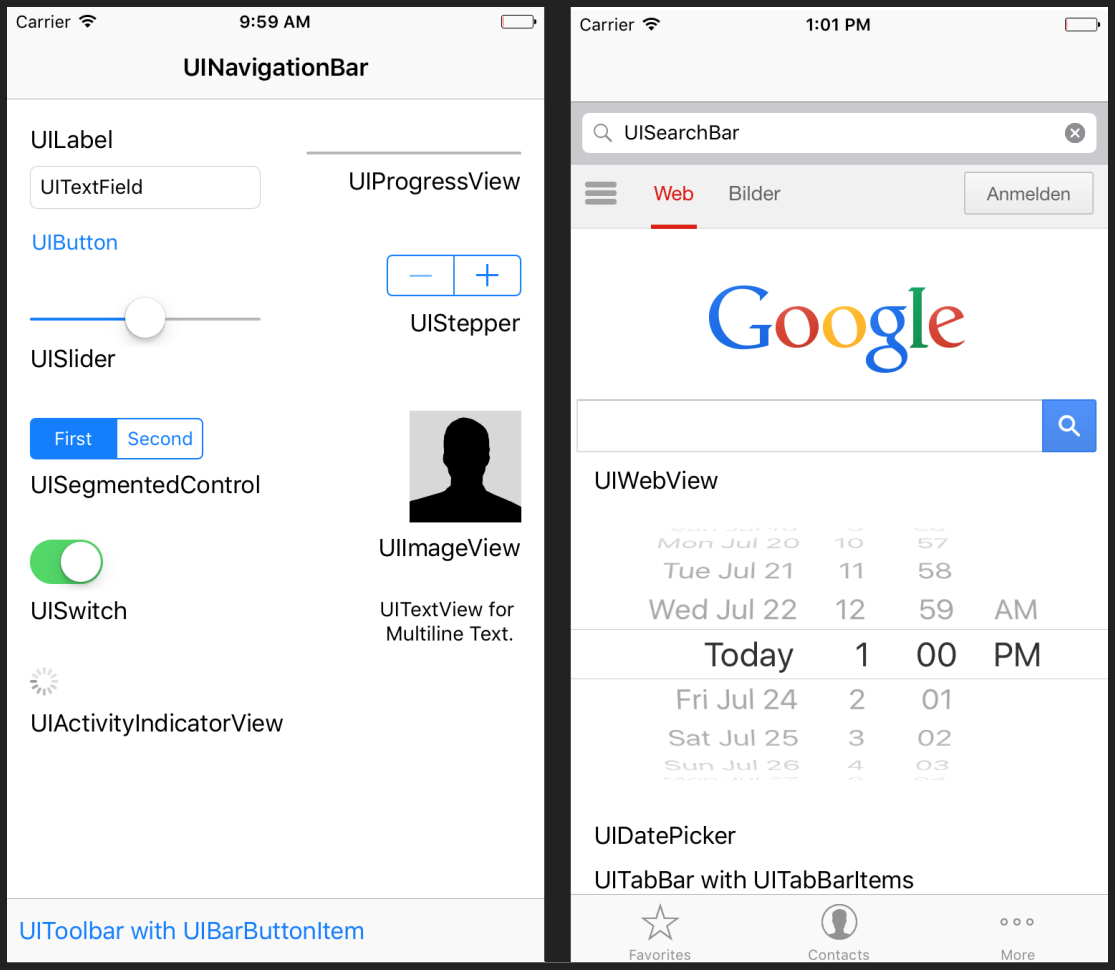 Carrier 9:59 AM
UINavigationBar
UILabel
UITextField
UIProgressView
UIButton
UIStepper
UISlider
First Second
UISegmentedControl
UIImageView
UISwitch
UITextView for
Multiline Text.
UIActivityIndicatorView
UIToolbar with UIBarButtonItem
Carrier 1:01 PM
UISearchBar
Web Bilder Anmelden
Google
UIWebView
Mon Jul 20 10 57
Tue Jul 21 11 58
Wed Jul 22 12 59 AM
Today 1 00 PM
Fri Jul 24 2 01
Sat Jul 25 3 02
Sun Jul 26 4 03
UIDatePicker
UITabBar with UITabBarItems
Favorites Contacts More